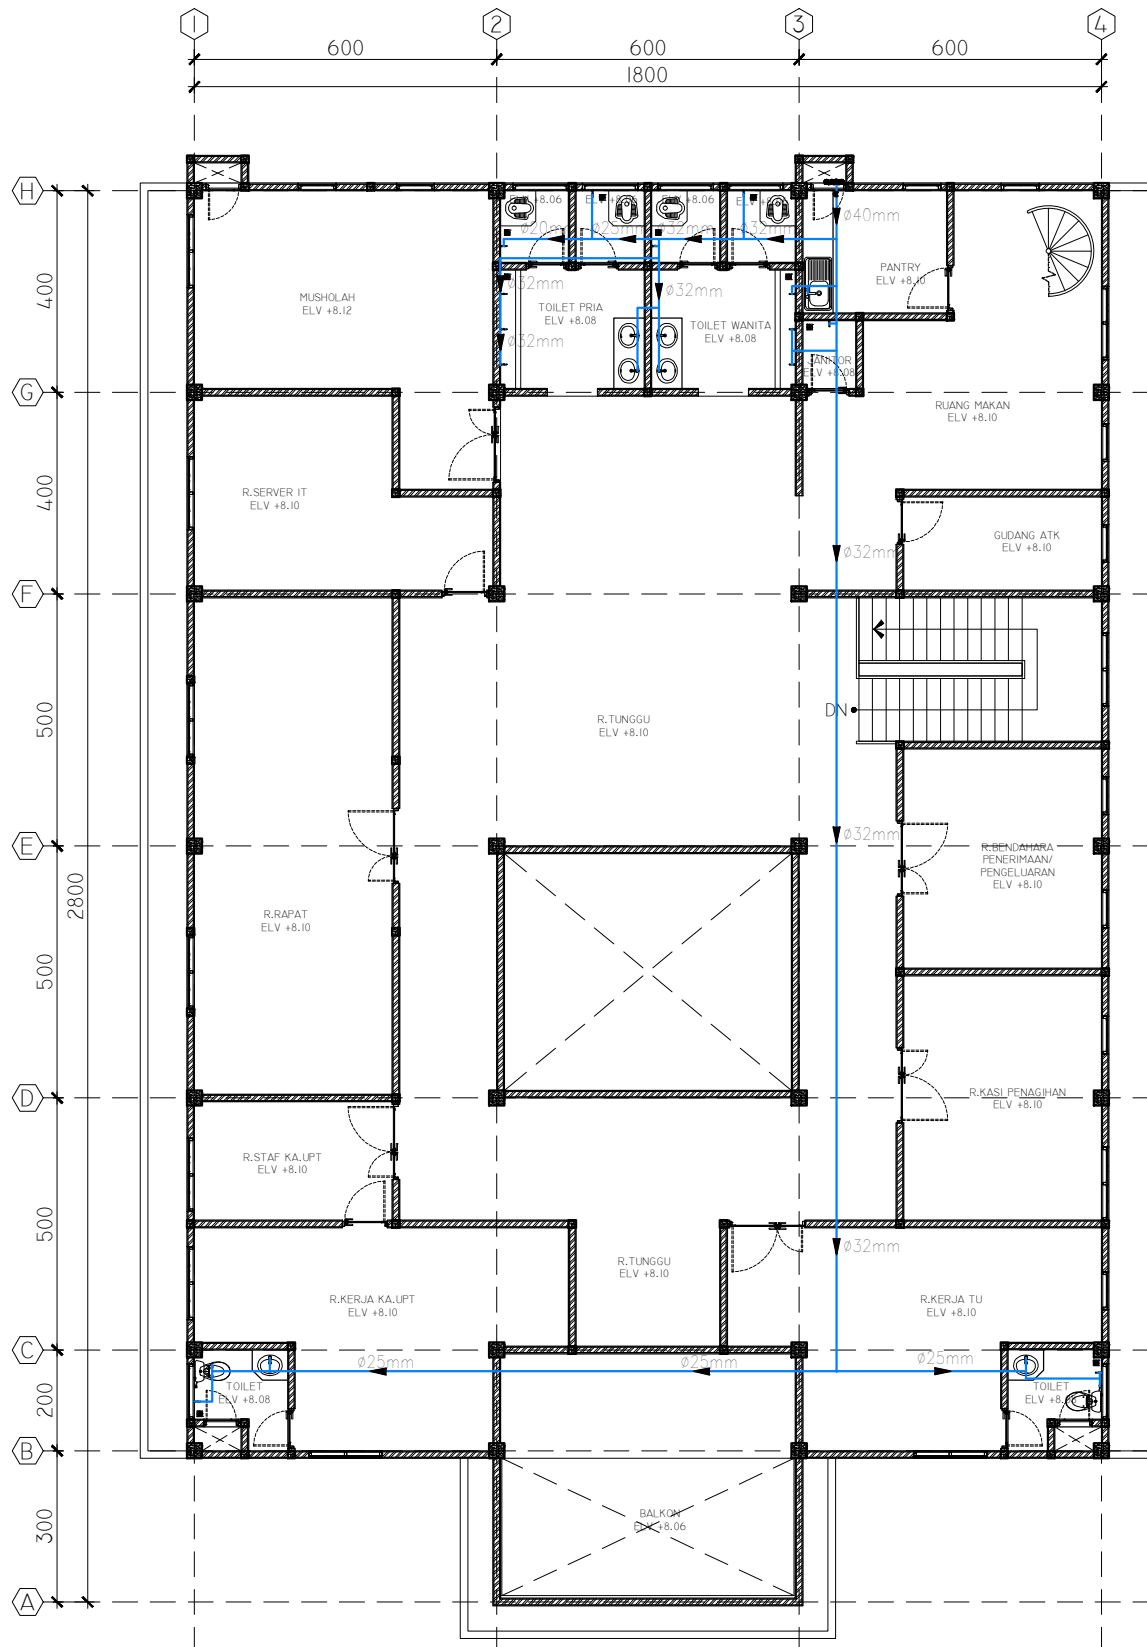 1 2 3 4
600 600 600
1800
H
ELV +8.06 ELV +8.06
Ø40mm
Ø20mm Ø25mm Ø32mm Ø32mm
PANTRY
ELV +8.10
400
Ø32mm Ø32mm
MUSHOLAH
ELV +8.12
TOILET PRIA
ELV +8.08
TOILET WANITA
ELV +8.08
Ø32mm
JANITOR
ELV +8.08
G
RUANG MAKAN
ELV +8.10
400
R.SERVER IT
ELV +8.10
GUDANG ATK
ELV +8.10
Ø32mm
F
500
R.TUNGGU
ELV +8.10
DN
Ø32mm
E
R.BENDAHARA
PENERIMAAN/
PENGELUARAN
ELV +8.10
2800
R.RAPAT
ELV +8.10
500
D
R.KASI PENAGIHAN
ELV +8.10
R.STAF KA.UPT
ELV +8.10
500
Ø32mm
R.TUNGGU
ELV +8.10
R.KERJA KA.UPT
ELV +8.10
R.KERJA TU
ELV +8.10
C
Ø25mm Ø25mm Ø25mm
TOILET
ELV +8.08
TOILET
200
B
300
BALKON
ELV +8.06
A